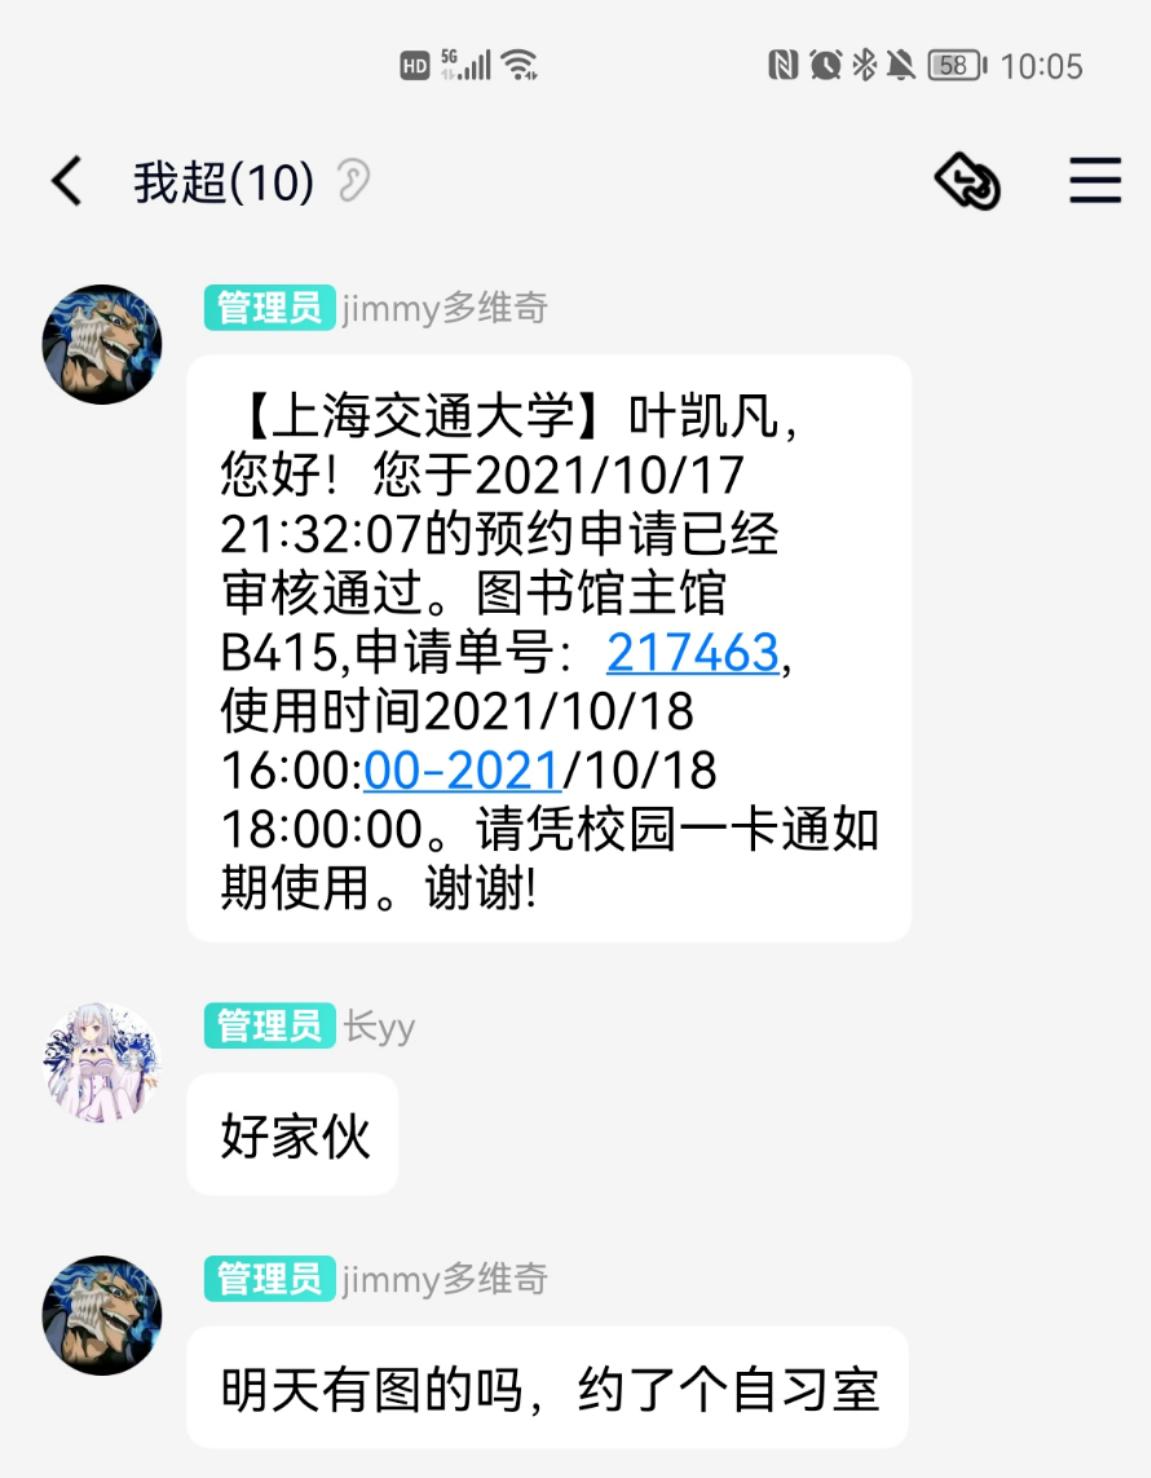 HD 5G 58 10:05
我超(10)
管理员 jimmy多维奇
【上海交通大学】叶凯凡，
您好！您于2021/10/17
21:32:07的预约申请已经
审核通过。图书馆主馆
B415,申请单号：217463,
使用时间2021/10/18
16:00:00-2021/10/18
18:00:00。请凭校园一卡通如
期使用。谢谢!
管理员 长yy
好家伙
管理员 jimmy多维奇
明天有图的吗，约了个自习室